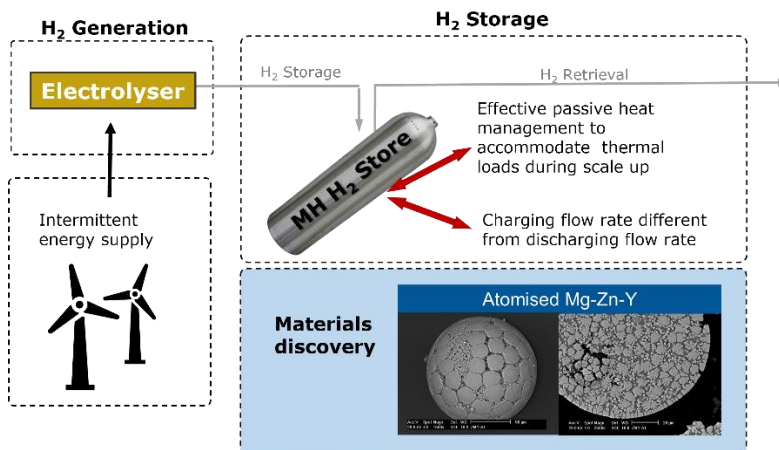 H₂ Generation
H₂ Storage
Electrolyser
H₂ Storage
H₂ Retrieval
MH H₂ Store
Effective passive heat
management to
accommodate thermal
loads during scale up
Charging flow rate different
from discharging flow rate
Intermittent
energy supply
Materials
discovery
Atomised Mg-Zn-Y